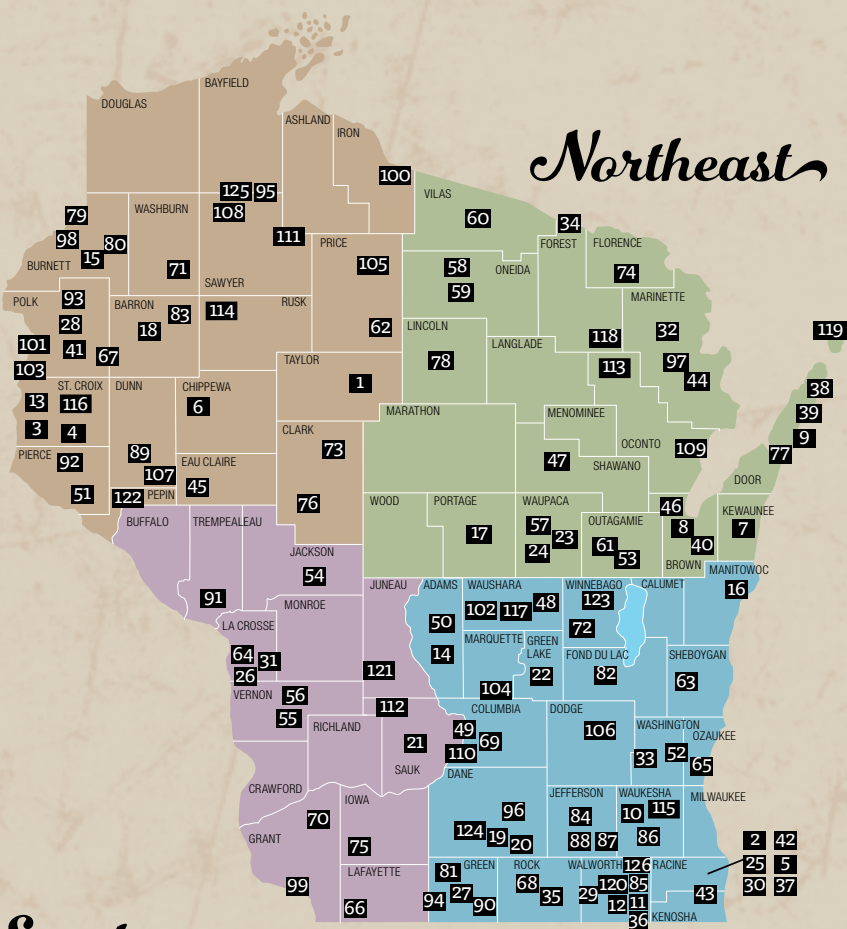 BAYFIELD
DOUGLAS
ASHLAND
IRON
Northeast
100
125 95
VILAS
79
WASHBURN
108
60
34
98
80
111
PRICE
FOREST
FLORENCE
15
BURNETT
71
105
58
ONEIDA
74
SAWYER
59
MARINETTE
POLK
93
BARRON
83
114
RUSK
28
18
62
LINCOLN
32
119
101
41
67
LANGLADE
118
103
TAYLOR
78
113
97
44
ST. CROIX
DUNN
CHIPPEWA
1
38
13
116
6
MARATHON
MENOMINEE
39
3
4
CLARK
73
OCONTO
109
9
PIERCE
92
89
EAU CLAIRE
47
SHAWANO
77
107
45
DOOR
51
122
PEPIN
76
WOOD
PORTAGE
WAUPACA
46
KEWAUNEE
BUFFALO
TREMPEALEAU
17
57
23
OUTAGAMIE
8
7
24
61
53
40
JACKSON
54
BROWN
MANITOWOC
JUNEAU
ADAMS
WAUSHARA
WINNEBAGO
CALUMET
16
91
MONROE
102 117 48
123
LA CROSSE
50
72
MARQUETTE
GREEN
LAKE
64
31
14
FOND DU LAC
SHEBOYGAN
26
121
22
82
63
VERNON
56
104
55
112
COLUMBIA
DODGE
RICHLAND
49
69
106
WASHINGTON
OZAUKEE
21
110
33
52
65
SAUK
DANE
CRAWFORD
IOWA
JEFFERSON
WAUKESHA
MILWAUKEE
70
96
84
10 115
GRANT
75
124 19 20
88 87
86
2 42
LAFAYETTE
81
GREEN
ROCK
WALWORTH
126
RACINE
25 5
99
68
120 85
30 37
66
94 27 90
35
29
12 11
43
36
KENOSHA